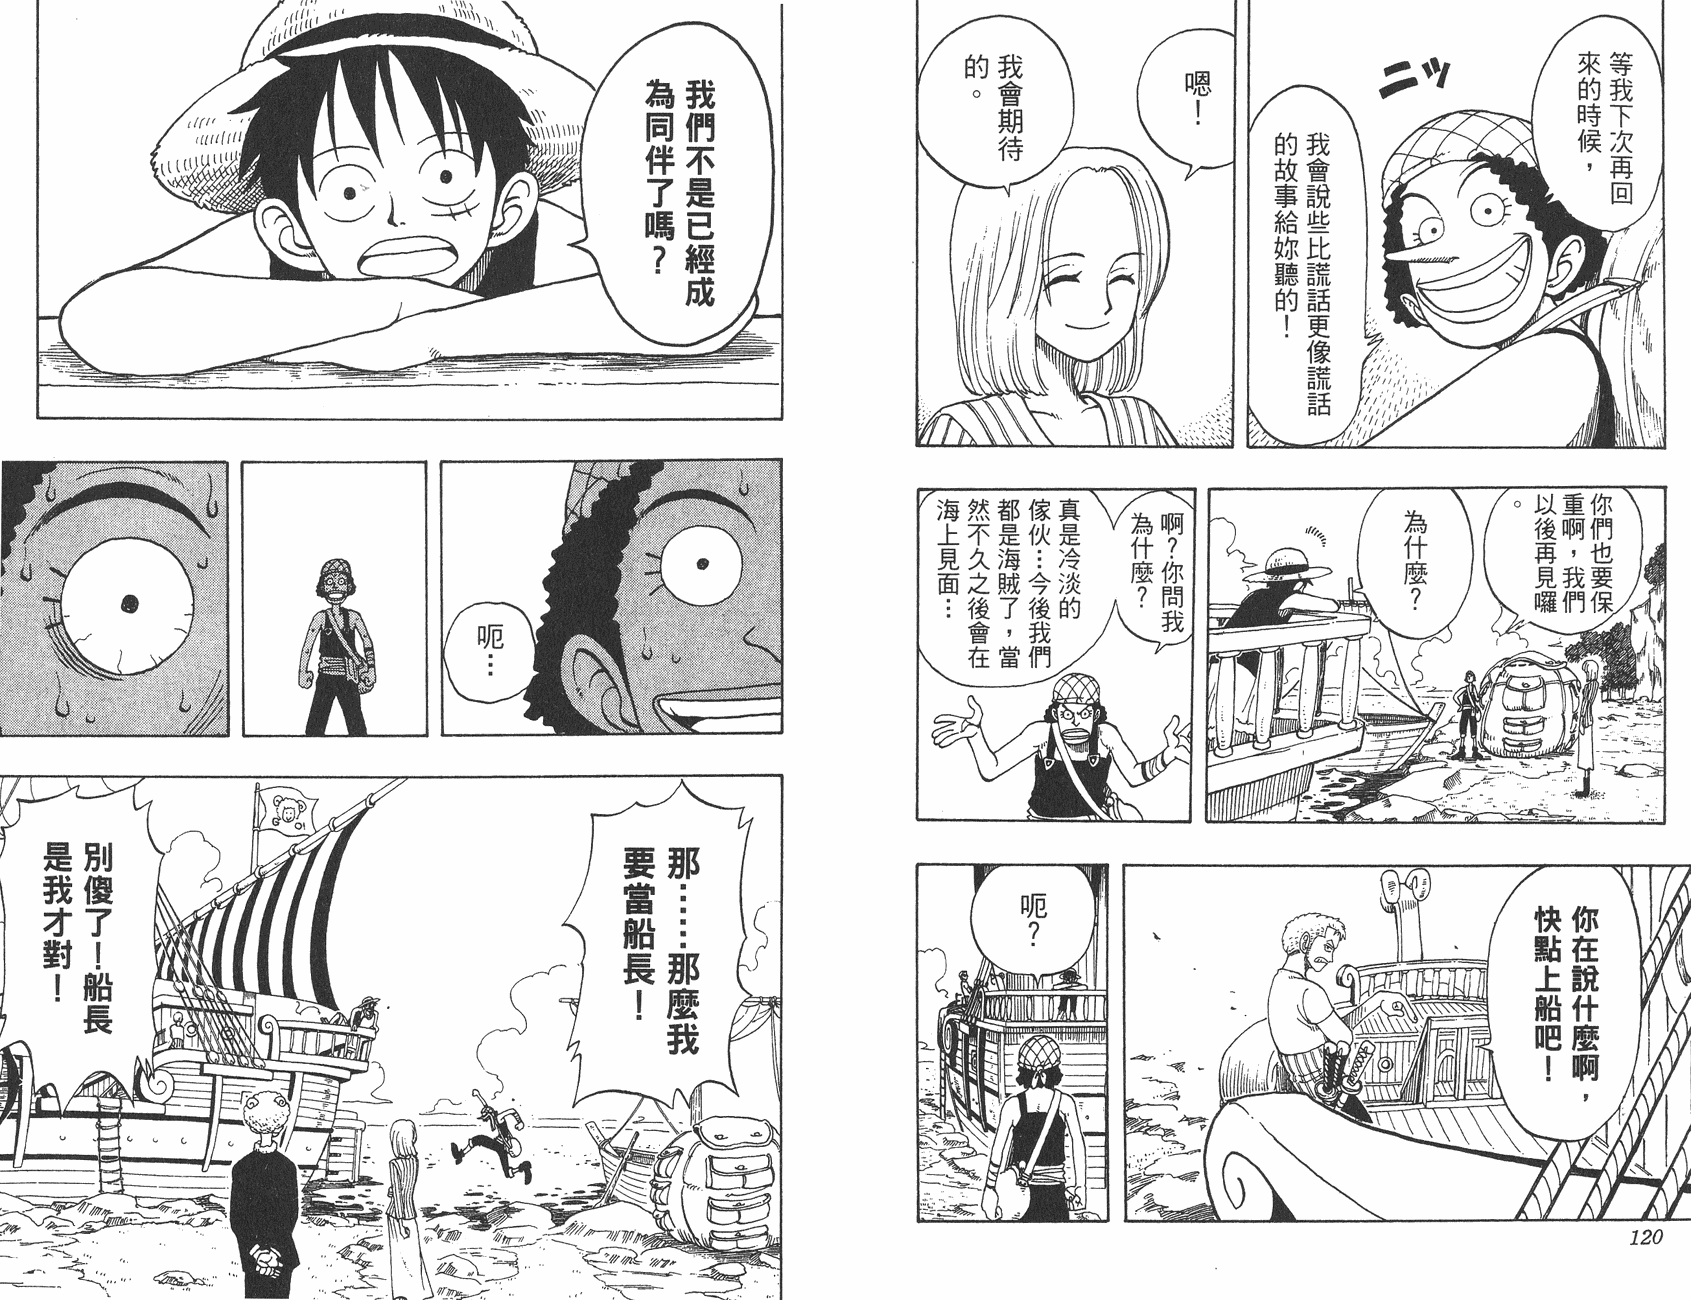 等我下次再回
來的時候，
ニッ
我會說些比謊話更像謊話
的故事給妳聽的！
嗯！
我會期待
的。
你們也要保
重啊，我們
以後再見囉
。
為什麼？
啊？你問我
為什麼？
真是冷淡的
傢伙…今後我們
都是海賊了，當
然不久之後會在
海上見面…
你在說什麼啊，
快點上船吧！
呃？
120
我們不是已經成
為同伴了嗎？
呃…
那……那麼我
要當船長！
別傻了！船長
是我才對！